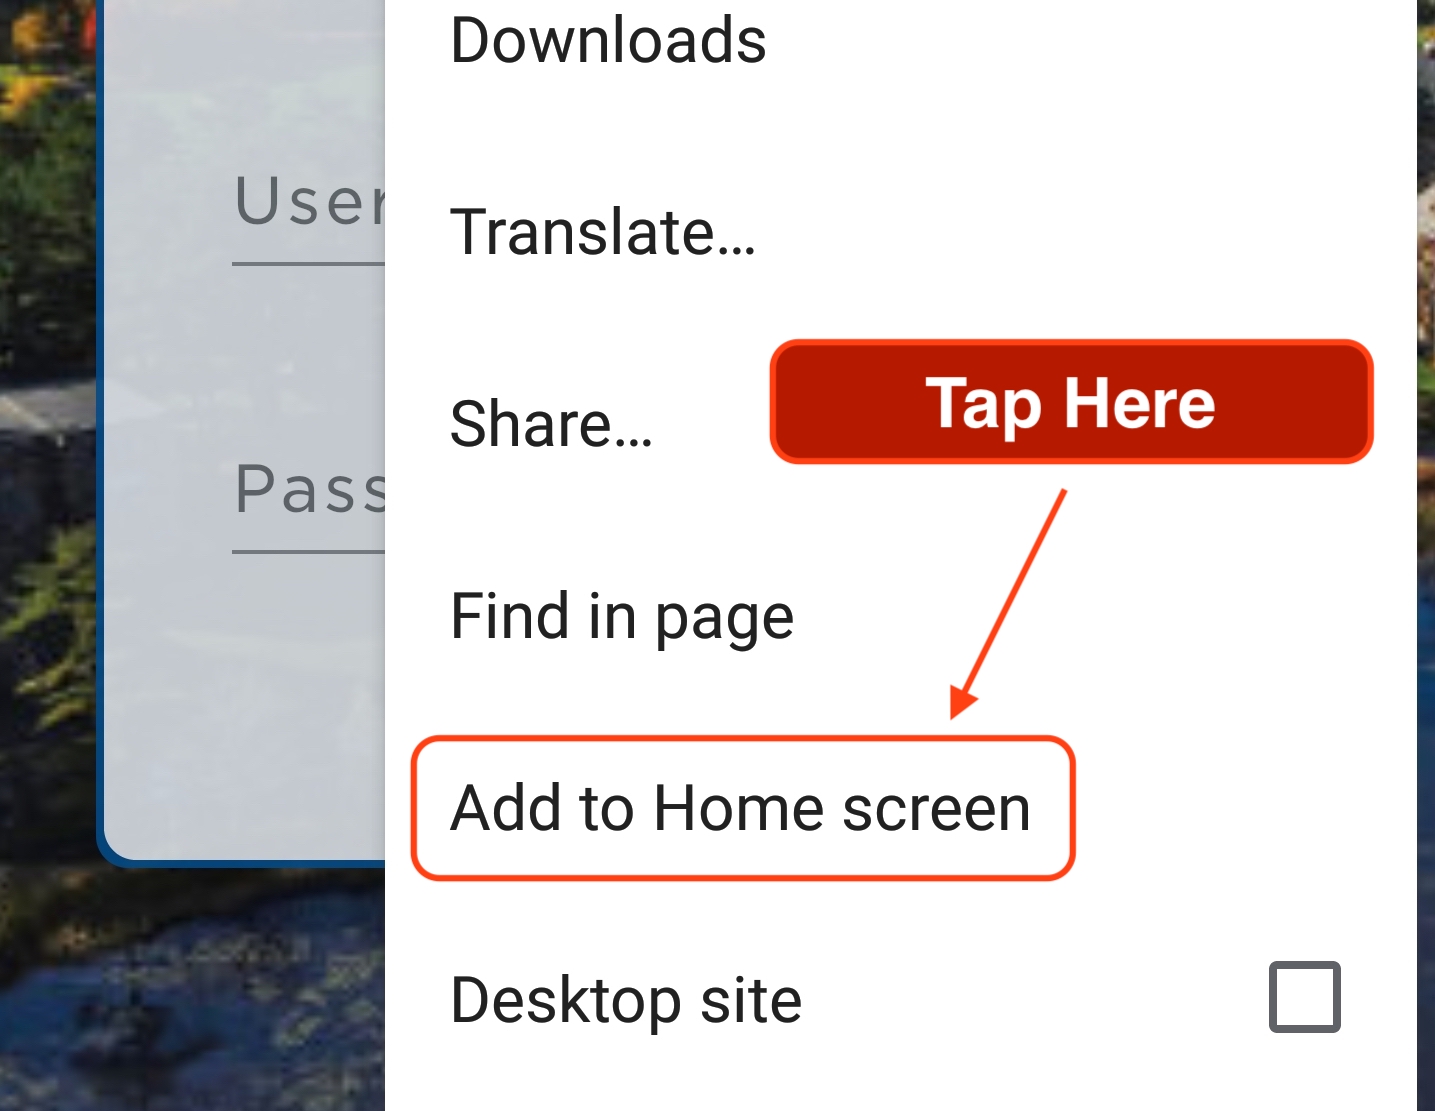 Downloads
User
Translate…
Tap Here
Share…
Pass
Find in page
Add to Home screen
Desktop site